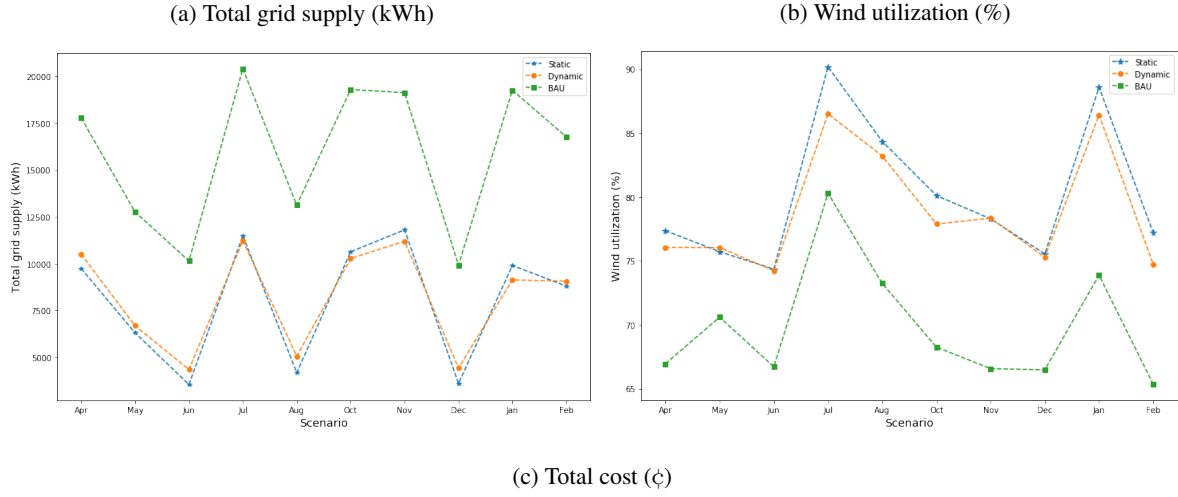 (a) Total grid supply (kWh)
Total grid supply (kWh)
20000
17500
15000
12500
10000
7500
5000
Static
Dynamic
BAU
Apr May Jun Jul Aug Oct Nov Dec Jan Feb
Scenario
(b) Wind utilization (%)
Wind utilization (%)
90
85
80
75
70
65
Static
Dynamic
BAU
Apr May Jun Jul Aug Oct Nov Dec Jan Feb
Scenario
(c) Total cost (¢)